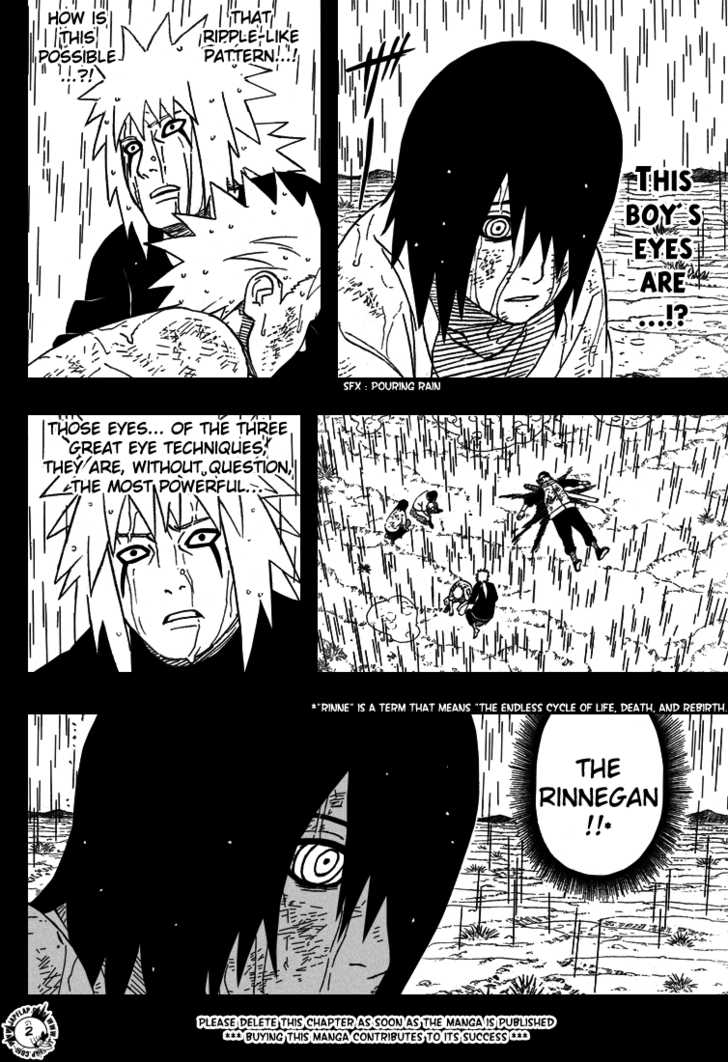 THIS
BOY'S
EYES
ARE
...!?
SFX : POURING RAIN
THAT
RIPPLE-LIKE
PATTERN...!
HOW IS
THIS
POSSIBLE
...?!
THOSE EYES... OF THE THREE
GREAT EYE TECHNIQUES,
THEY ARE, WITHOUT QUESTION,
THE MOST POWERFUL...
*"RINNE" IS A TERM THAT MEANS "THE ENDLESS CYCLE OF LIFE, DEATH, AND REBIRTH.
THE
RINNEGAN
!!*
2
PLEASE DELETE THIS CHAPTER AS SOON AS THE MANGA IS PUBLISHED
*** BUYING THIS MANGA CONTRIBUTES TO ITS SUCCESS ***